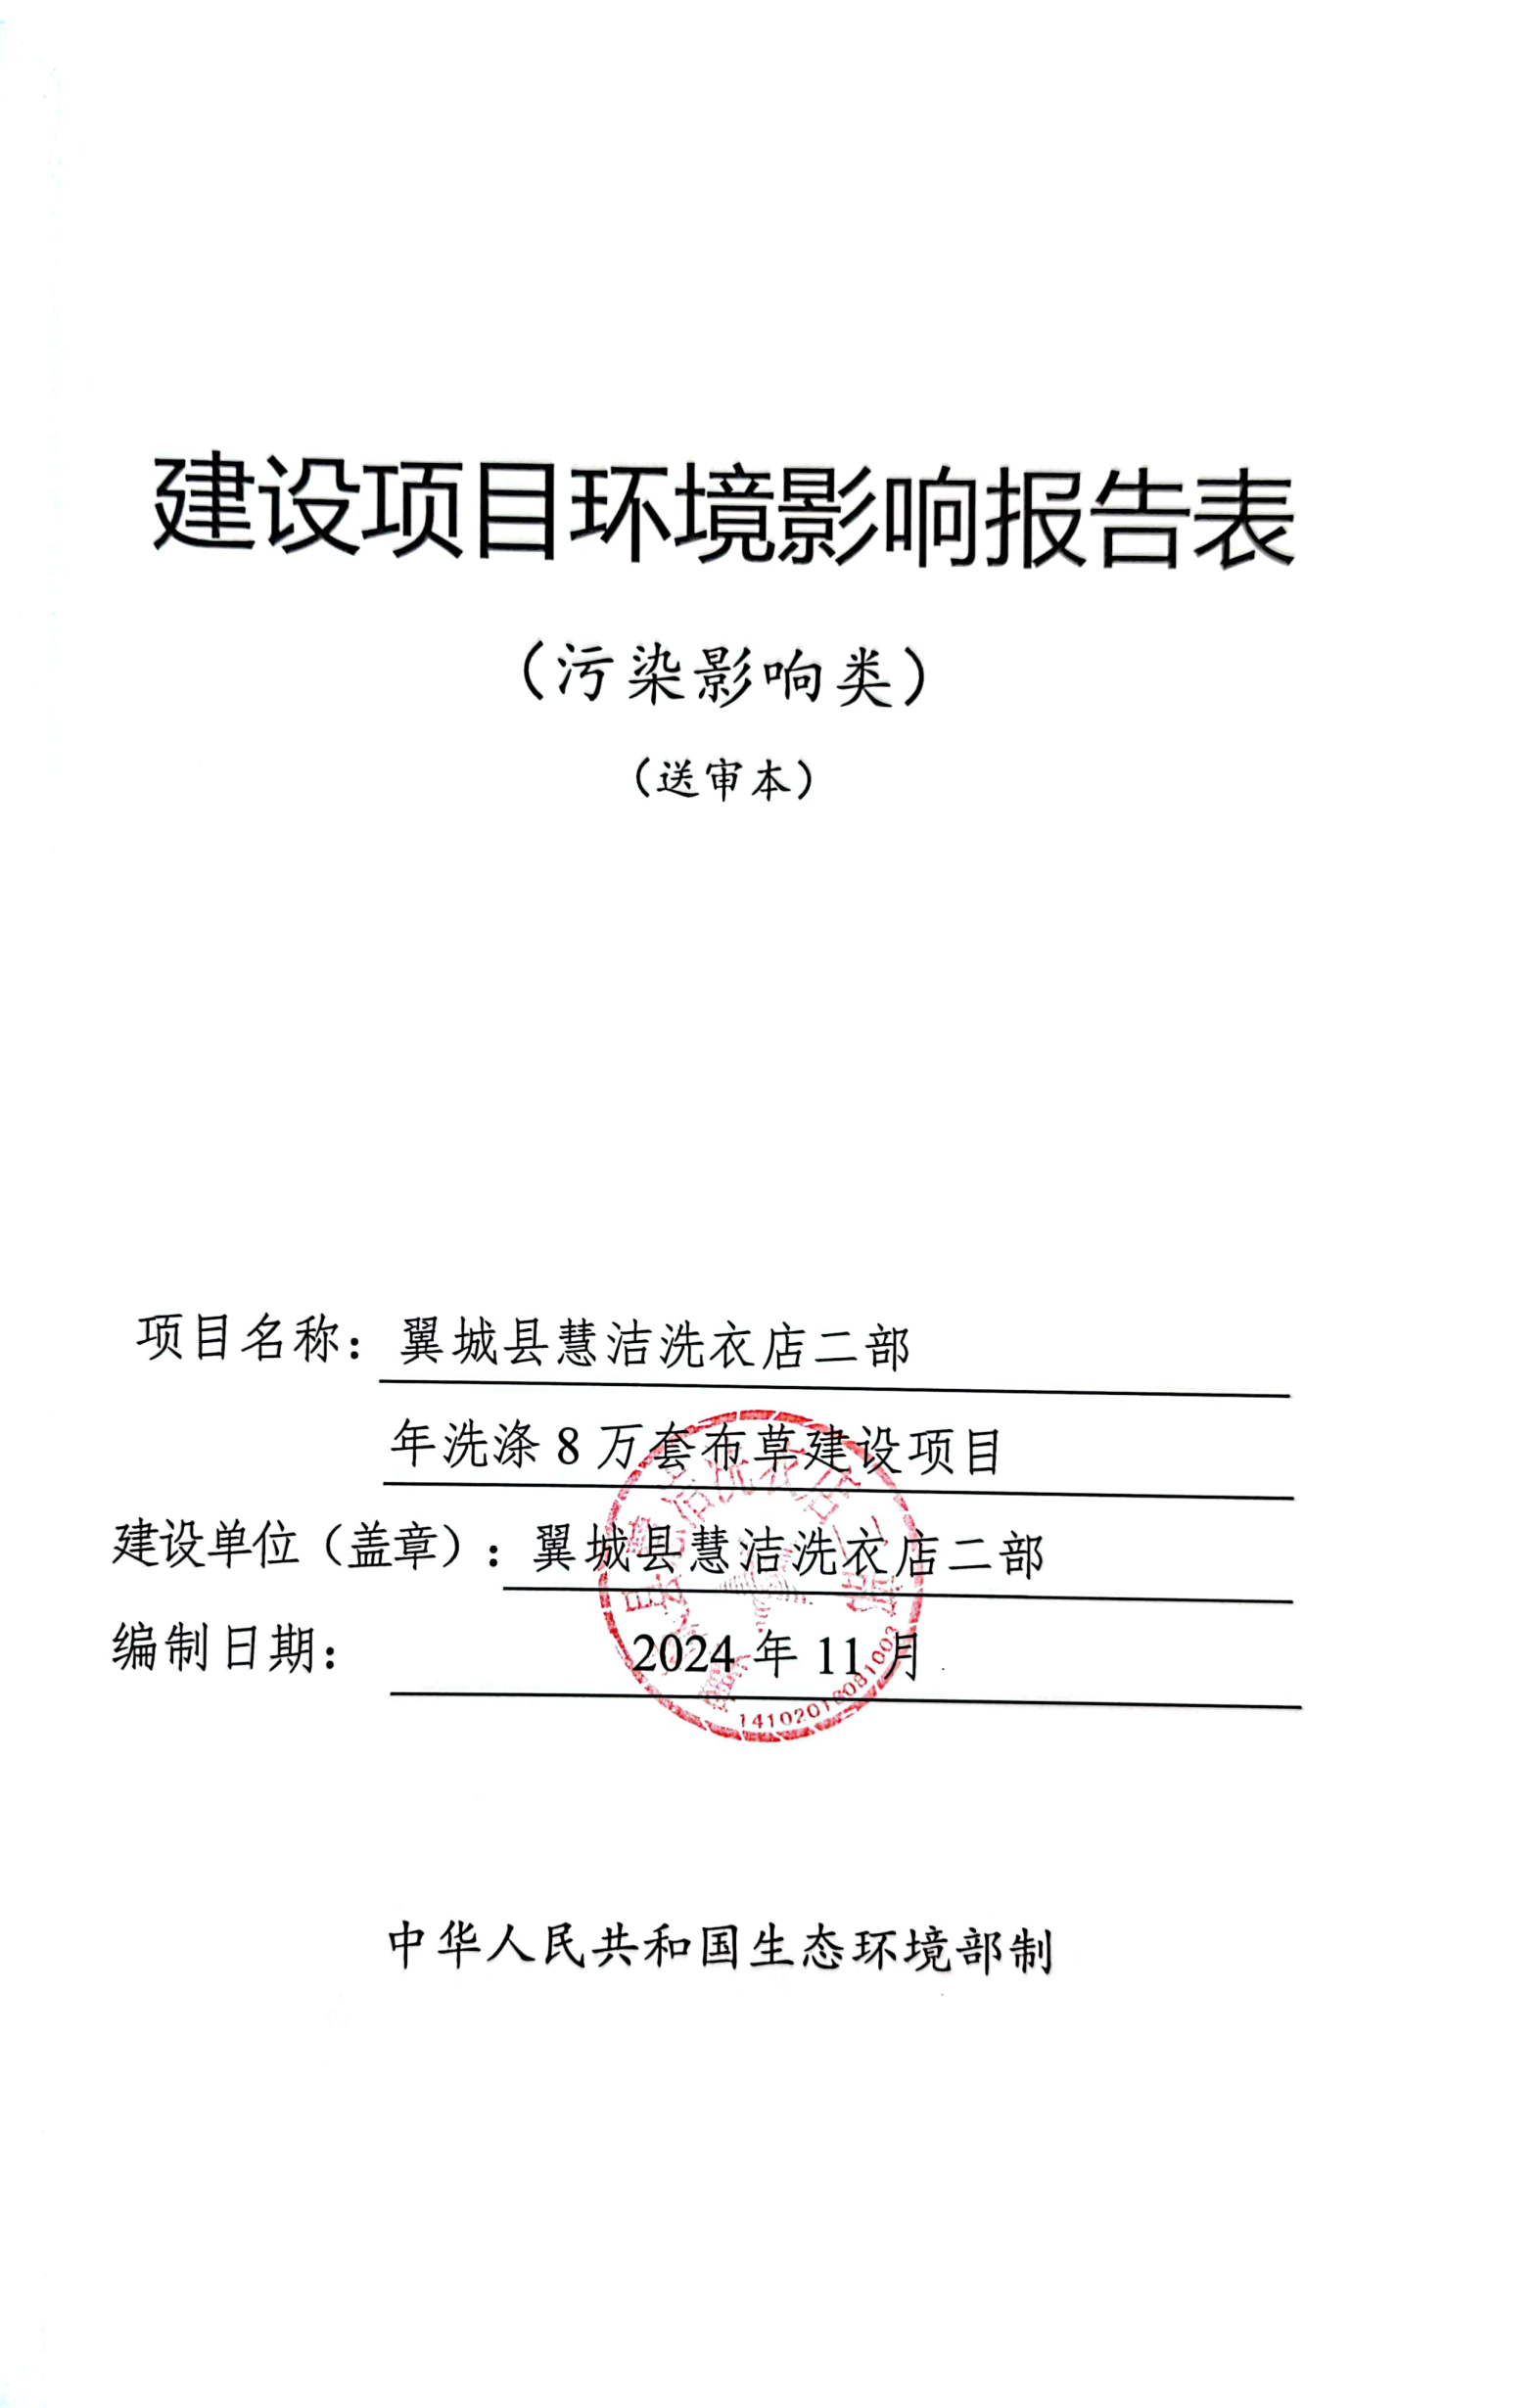 建设项目环境影响报告表
（污染影响类）
（送审本）
项目名称：翼城县慧洁洗衣店二部
年洗涤8万套布草建设项目
建设单位（盖章）：翼城县慧洁洗衣店二部
编制日期：2024年11月
中华人民共和国生态环境部制